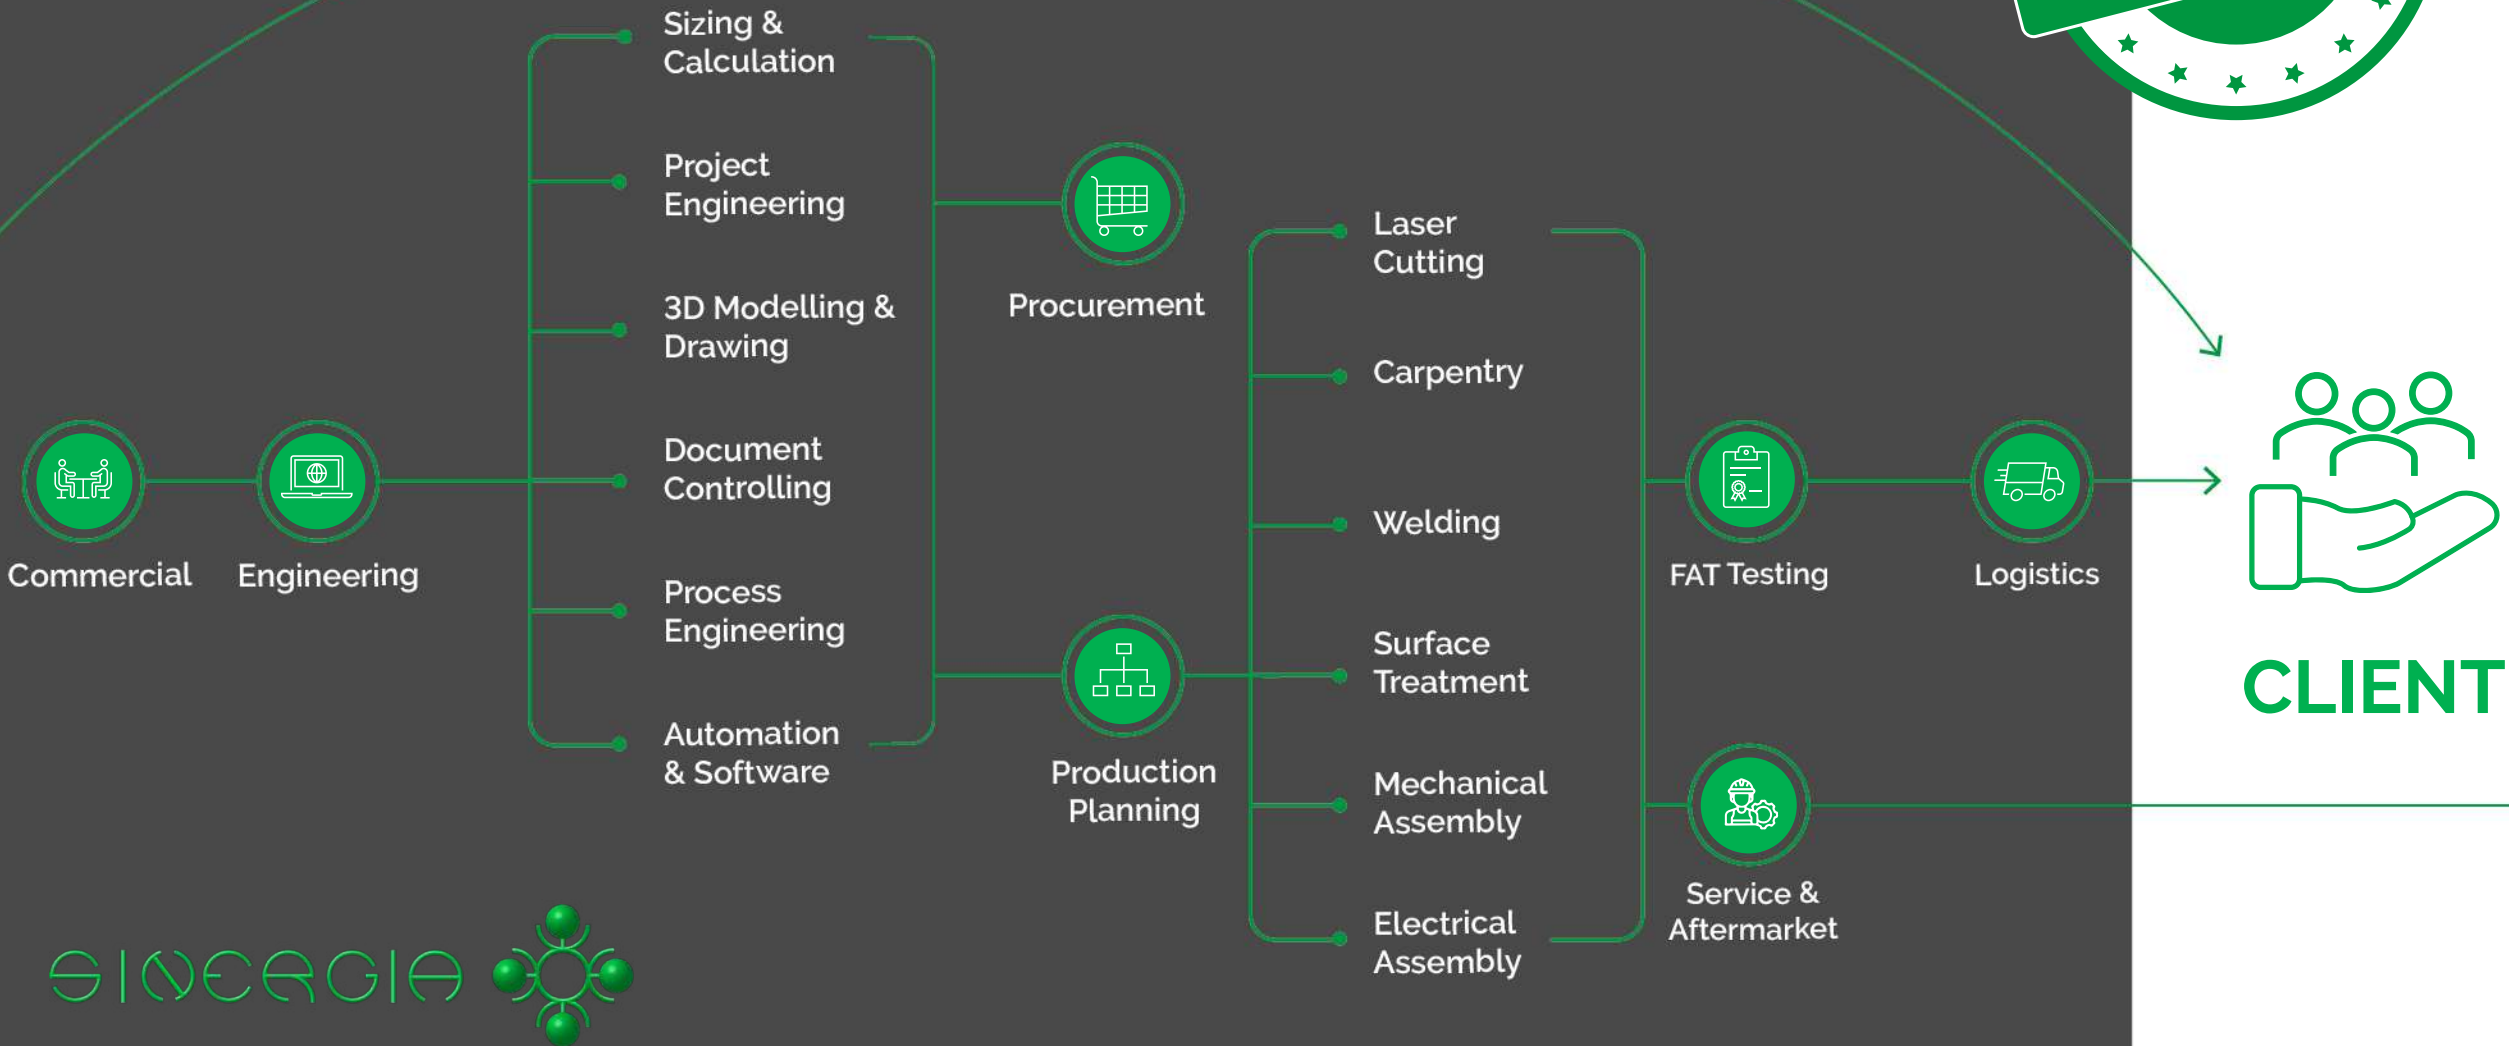 Sizing &
Calculation
Project
Engineering
3D Modelling &
Drawing
Document
Controlling
Process
Engineering
Automation
& Software
Commercial
Engineering
Procurement
Production
Planning
Laser
Cutting
Carpentry
Welding
Surface
Treatment
Mechanical
Assembly
Electrical
Assembly
FAT Testing
Logistics
Service &
Aftermarket
CLIENT
SINERGIA